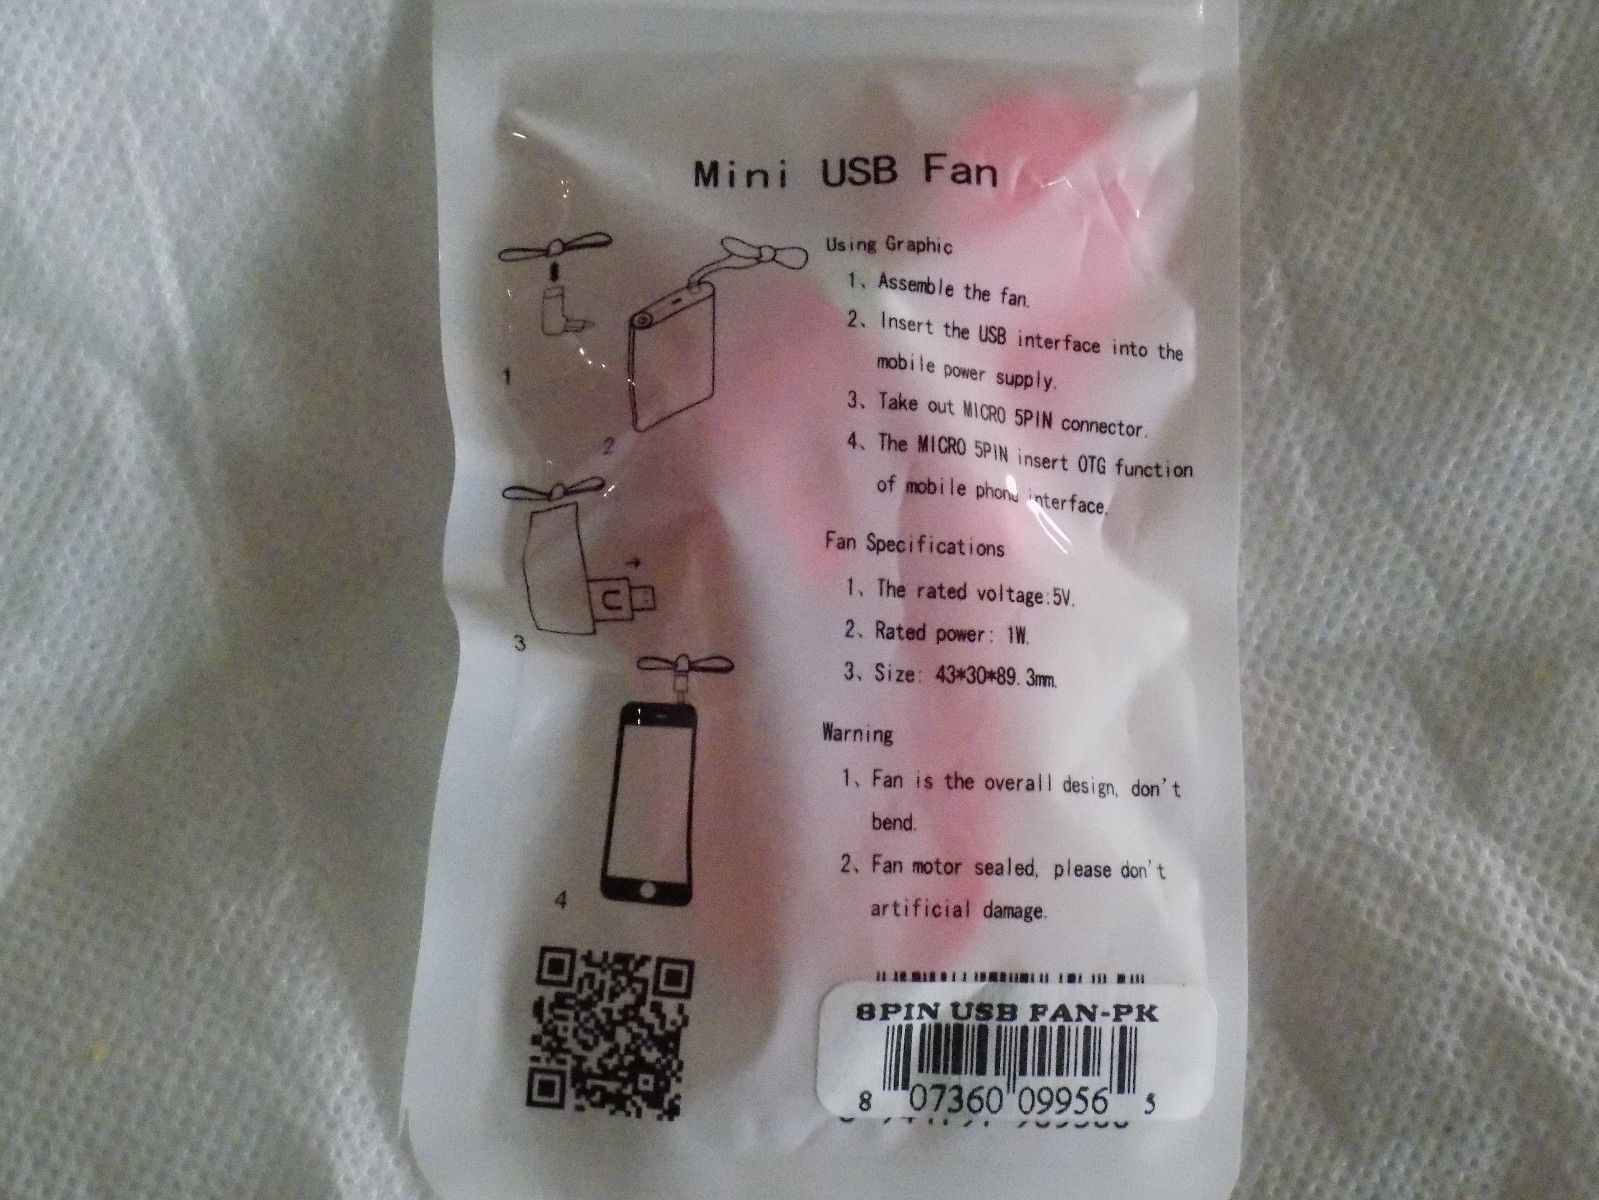 Mini USB Fan
Using Graphic
1、Assemble the fan.
2、Insert the USB interface into the
mobile power supply.
3、Take out MICRO 5PIN connector.
4、The MICRO 5PIN insert OTG function
of mobile phone interface.
Fan Specifications
1、The rated voltage:5V.
2、Rated power: 1W.
3、Size: 43*30*89.3mm.
Warning
1、Fan is the overall design, don't
bend.
2、Fan motor sealed, please don't
artificial damage.
1
2
3
4
8PIN USB FAN-PK
8 07360 09956 5